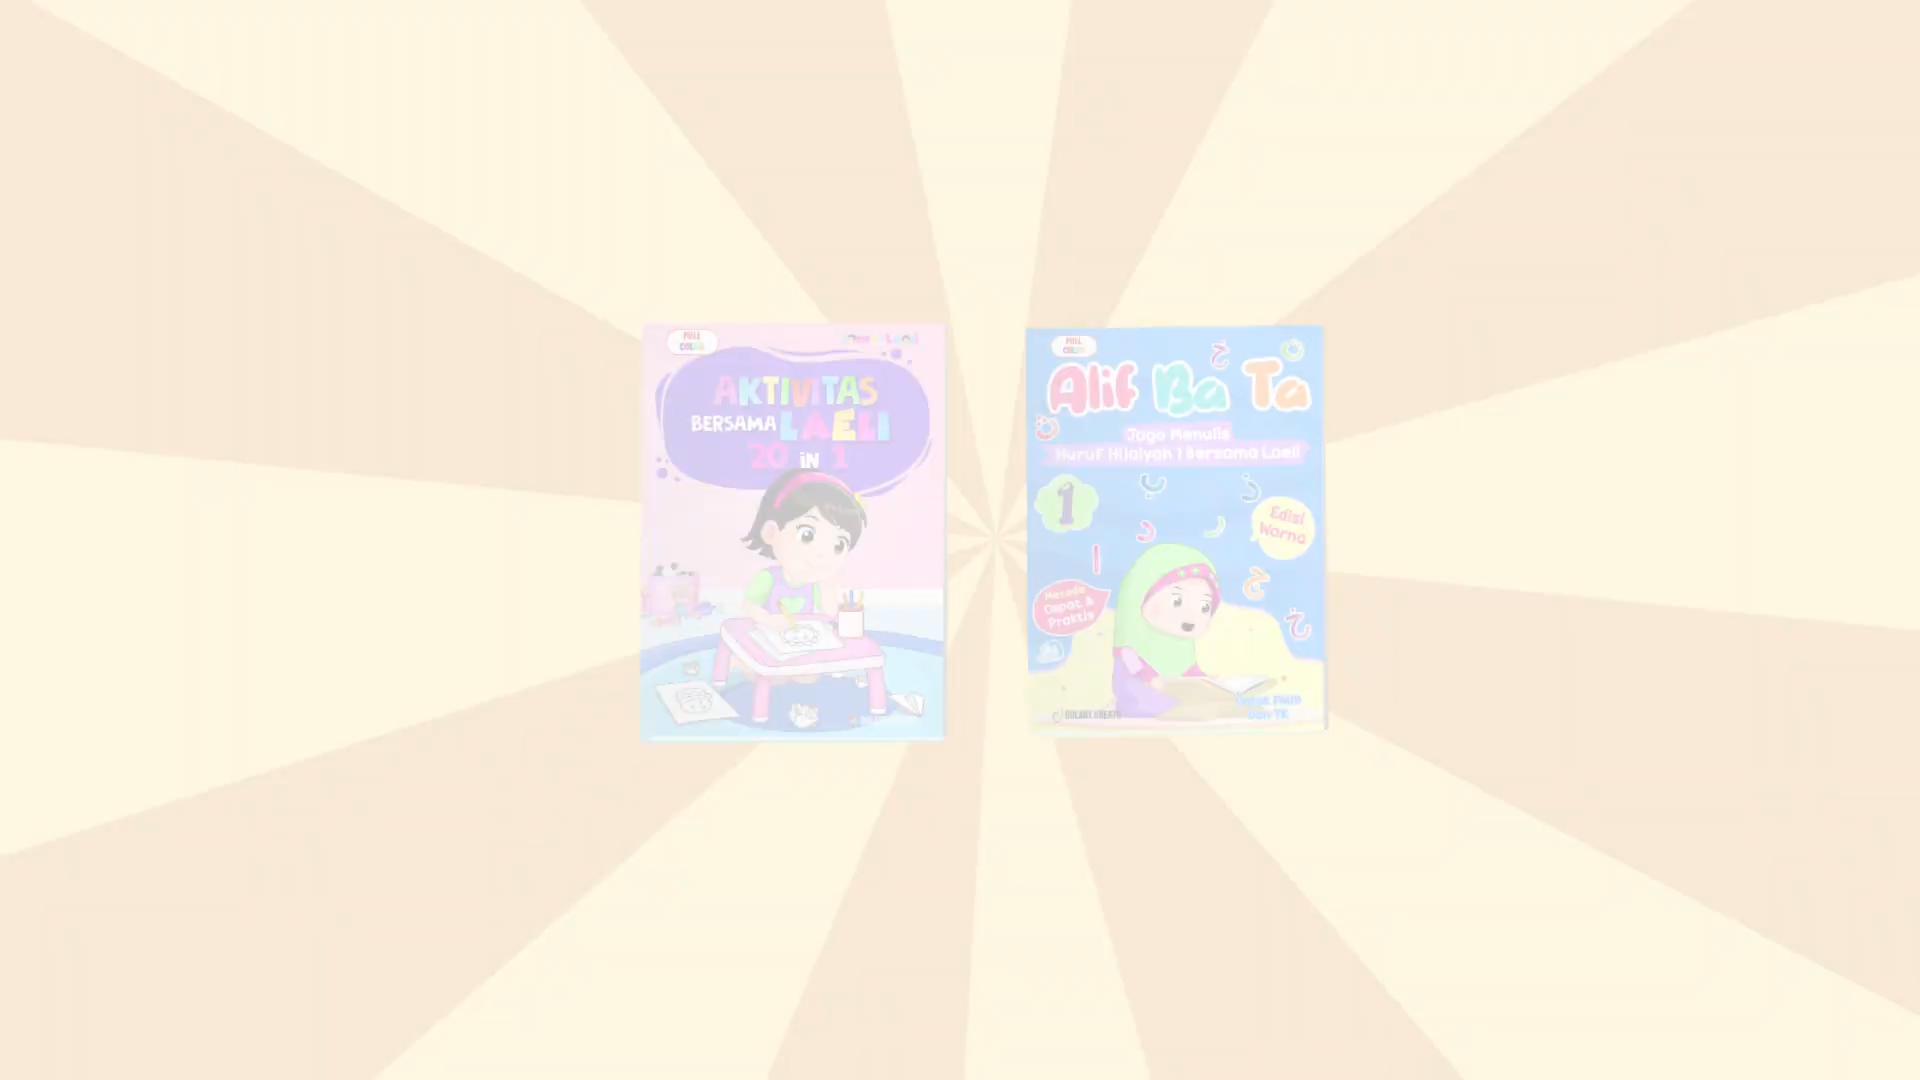 FULL
COLOR
AKTIVITAS
BERSAMA LAELI
20 iN 1
FULL
COLOR
Alif Ba Ta
Jago Menulis
Huruf Hijaiyah 1 Bersama Laeli
1
Edisi
Warna
Metode
Cepat &
Praktis
Untuk PAUD
Dan TK